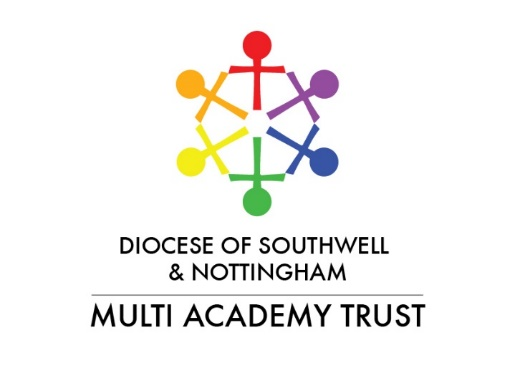 DIOCESE OF SOUTHWELL
& NOTTINGHAM
MULTI ACADEMY TRUST